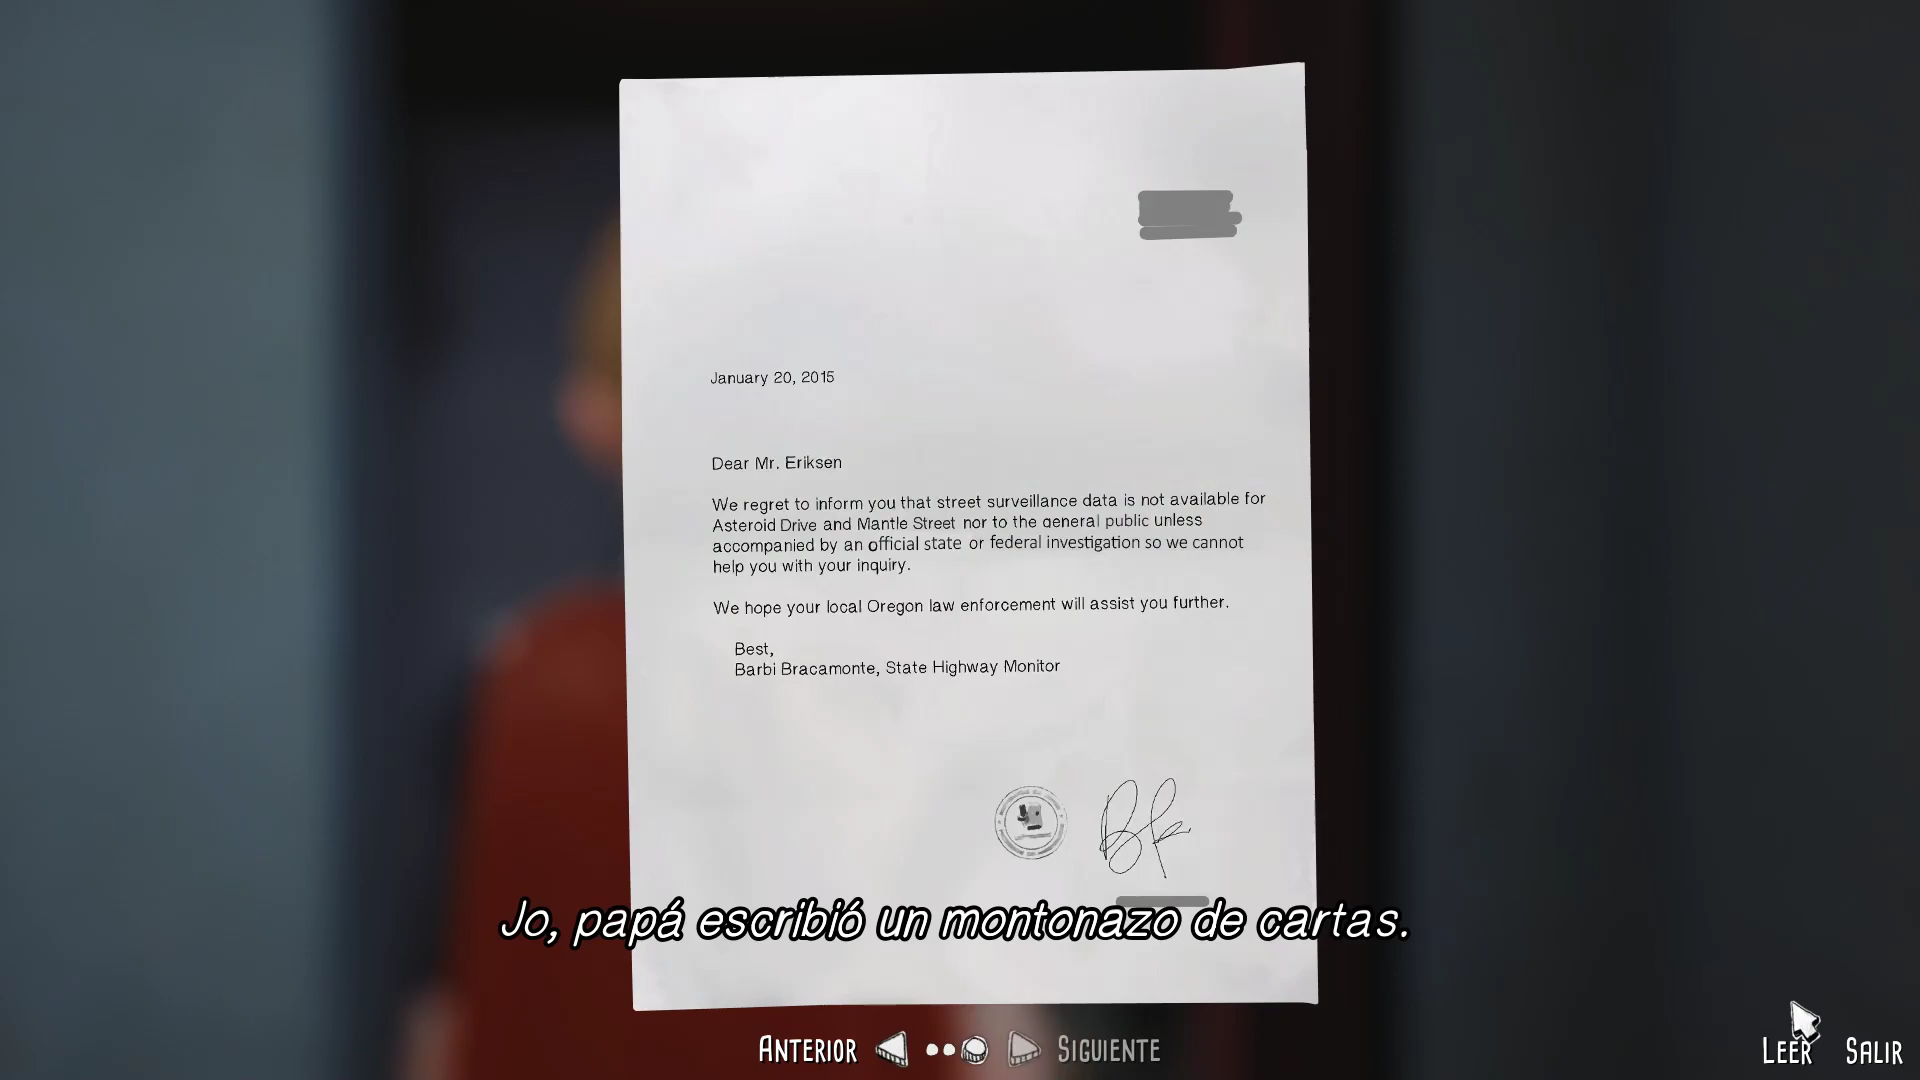 January 20, 2015
Dear Mr. Eriksen
We regret to inform you that street surveillance data is not available for
Asteroid Drive and Mantle Street nor to the general public unless
accompanied by an official state or federal investigation so we cannot
help you with your inquiry.
We hope your local Oregon law enforcement will assist you further.
Best,
Barbi Bracamonte, State Highway Monitor
Jo, papá escribió un montonazo de cartas.
ANTERIOR
SIGUIENTE
LEER
SALIR